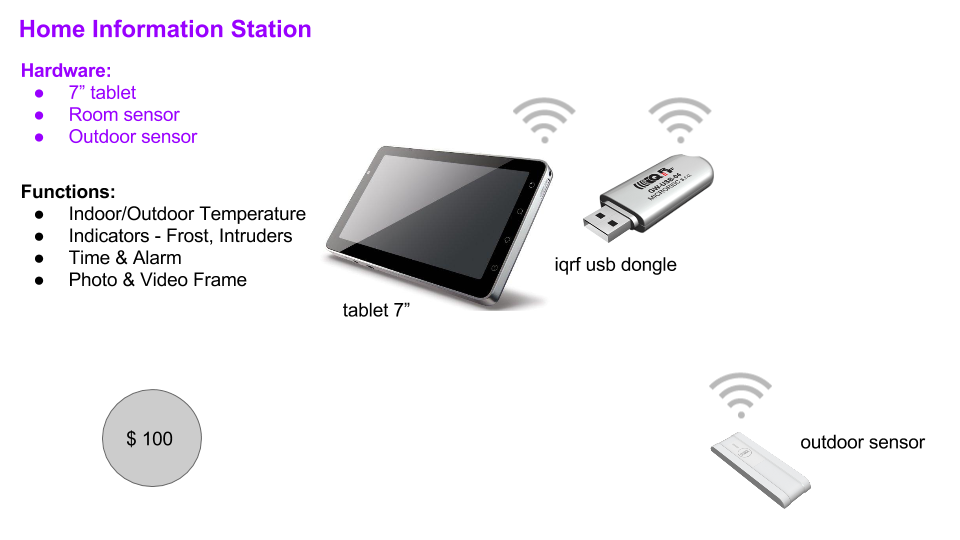 Home Information Station
Hardware:
● 7” tablet
● Room sensor
● Outdoor sensor
Functions:
● Indoor/Outdoor Temperature
● Indicators - Frost, Intruders
● Time & Alarm
● Photo & Video Frame
IQRF
GW-USB-04
MICRORISC s.r.o.
iqrf usb dongle
tablet 7”
$ 100
outdoor sensor